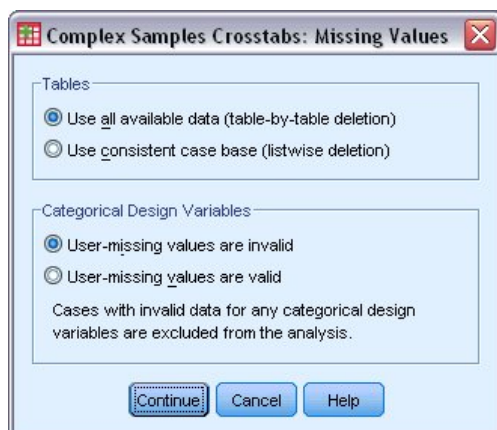 Complex Samples Crosstabs: Missing Values
Tables
Use all available data (table-by-table deletion)
Use consistent case base (listwise deletion)
Categorical Design Variables
User-missing values are invalid
User-missing values are valid
Cases with invalid data for any categorical design
variables are excluded from the analysis.
Continue Cancel Help